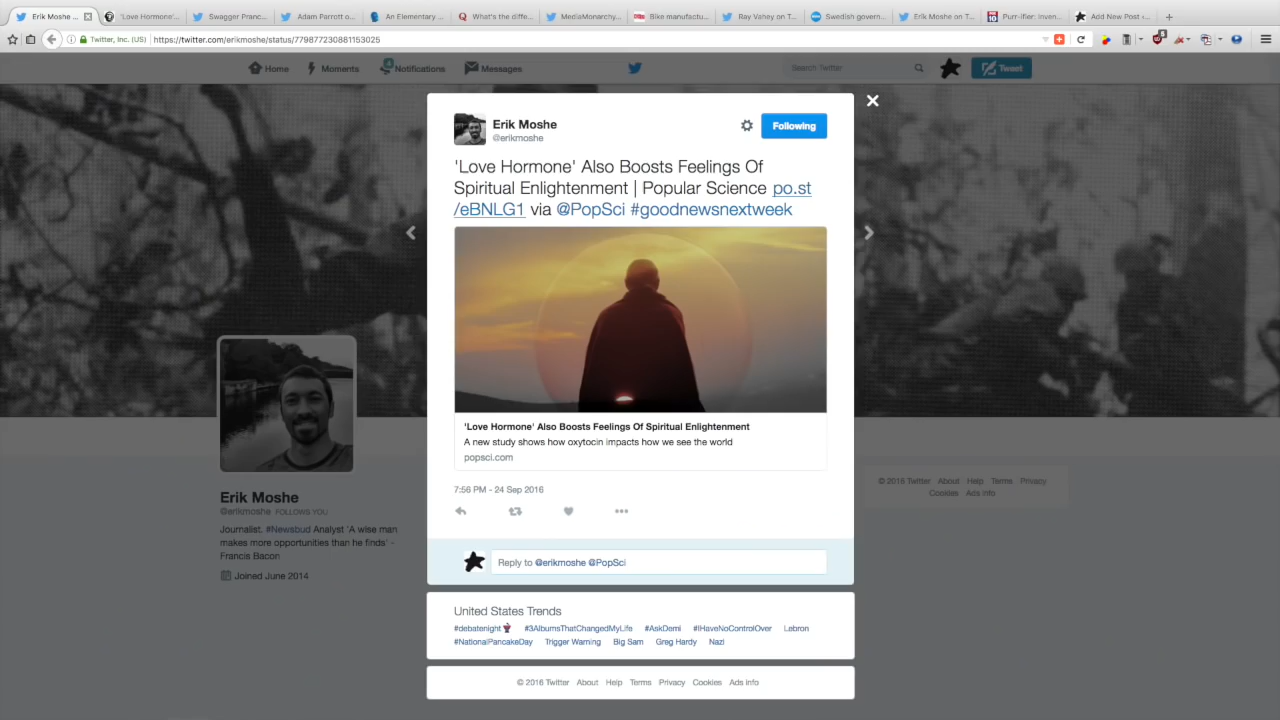 Erik Moshe ...
'Love Hormone'...
Swagger Pranc...
Adam Parrott o...
An Elementary ...
What's the diffe...
MediaMonarchy...
Bike manufactu...
Ray Vahey on T...
Swedish govern...
Erik Moshe on T...
Purr-ifier: Inven...
Add New Post ‹...
Twitter, Inc. (US)
https://twitter.com/erikmoshe/status/779877230881153025
Home
Moments
Notifications
Messages
Search Twitter
Tweet
Erik Moshe
@erikmoshe
Following
'Love Hormone' Also Boosts Feelings Of
Spiritual Enlightenment | Popular Science po.st
/eBNLG1 via @PopSci #goodnewsnextweek
'Love Hormone' Also Boosts Feelings Of Spiritual Enlightenment
A new study shows how oxytocin impacts how we see the world
popsci.com
7:56 PM - 24 Sep 2016
Reply to @erikmoshe @PopSci
Erik Moshe
@erikmoshe FOLLOWS YOU
Journalist. #Newsbud Analyst 'A wise man
makes more opportunities than he finds' -
Francis Bacon
Joined June 2014
© 2016 Twitter About Help Terms Privacy
Cookies Ads info
United States Trends
#debatenight #3AlbumsThatChangedMyLife #AskDemi #IHaveNoControlOver Lebron
#NationalPancakeDay Trigger Warning Big Sam Greg Hardy Nazi
© 2016 Twitter About Help Terms Privacy Cookies Ads info